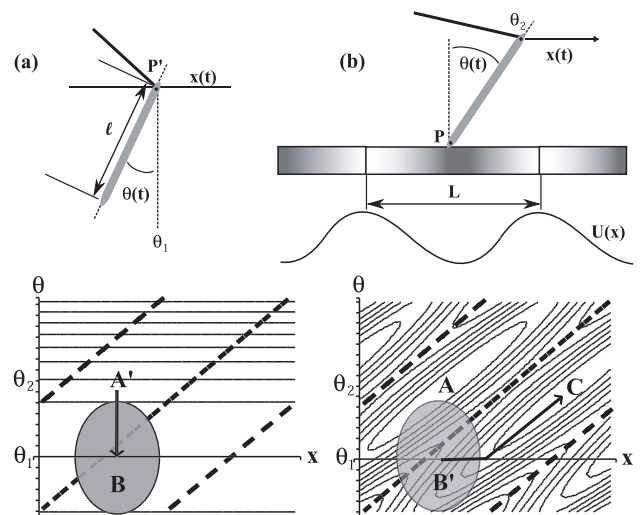 (a)
P'
x(t)
ℓ
θ(t)
θ₁
(b)
θ₂
θ(t)
x(t)
P
L
U(x)
θ
θ₂
A'
θ₁
B
x
θ
θ₂
A
C
θ₁
B'
x